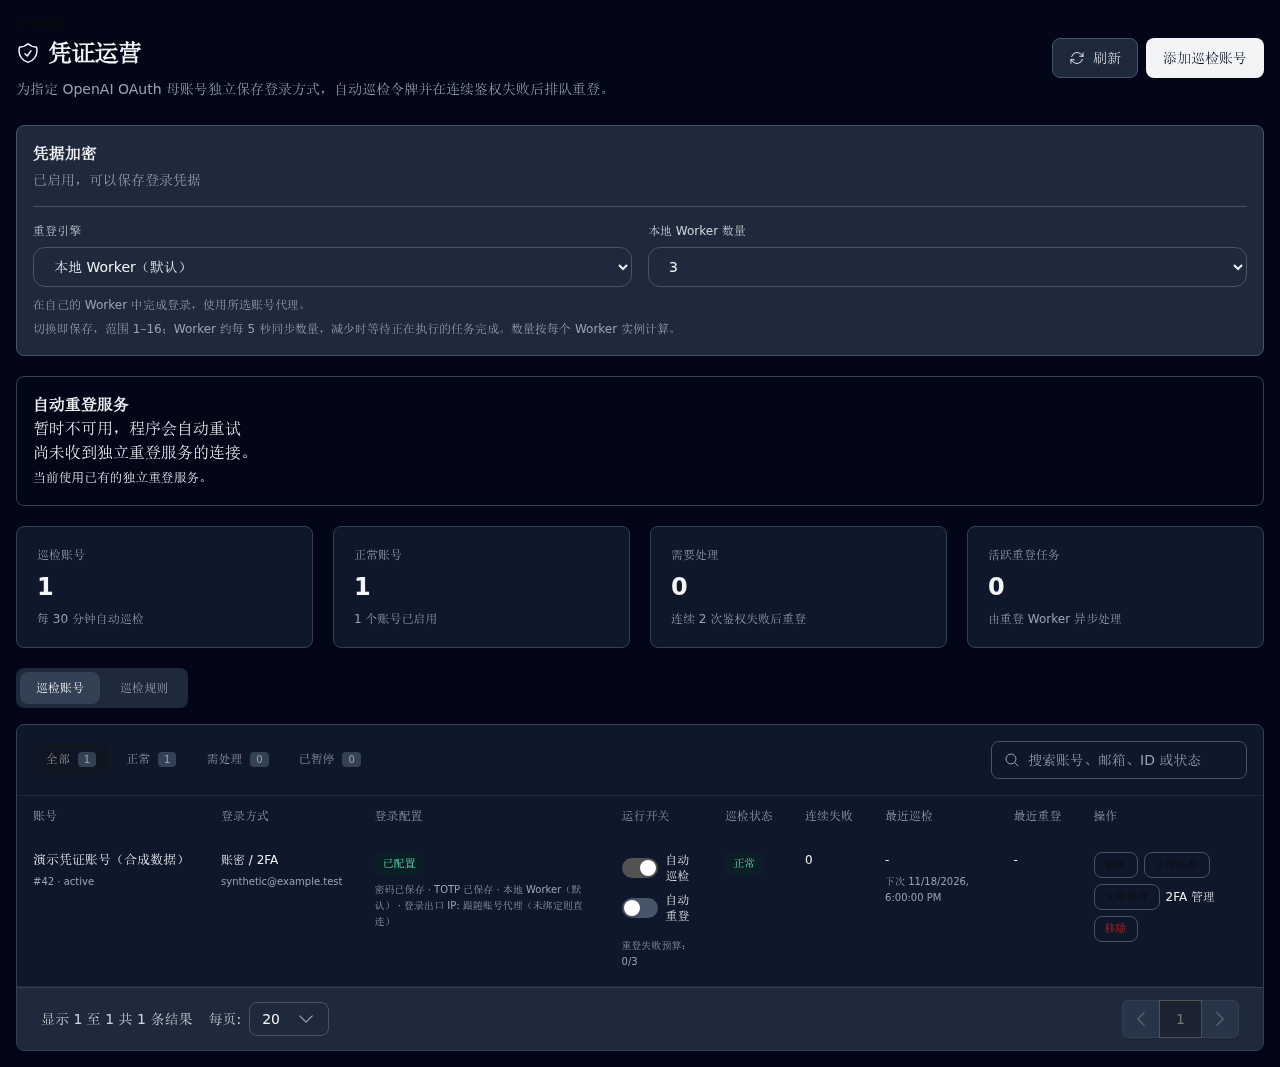 凭证运营
刷新
添加巡检账号
为指定 OpenAI OAuth 母账号独立保存登录方式，自动巡检令牌并在连续鉴权失败后排队重登。
凭据加密
已启用，可以保存登录凭据
重登引擎
本地 Worker 数量
本地 Worker（默认）
3
在自己的 Worker 中完成登录，使用所选账号代理。
切换即保存，范围 1–16；Worker 约每 5 秒同步数量，减少时等待正在执行的任务完成。数量按每个 Worker 实例计算。
自动重登服务
暂时不可用，程序会自动重试
尚未收到独立重登服务的连接。
当前使用已有的独立重登服务。
巡检账号
1
每 30 分钟自动巡检
正常账号
1
1 个账号已启用
需要处理
0
连续 2 次鉴权失败后重登
活跃重登任务
0
由重登 Worker 异步处理
巡检账号
巡检规则
全部 1
正常 1
需处理 0
已暂停 0
搜索账号、邮箱、ID 或状态
账号
登录方式
登录配置
运行开关
巡检状态
连续失败
最近巡检
最近重登
操作
演示凭证账号（合成数据）
#42 · active
账密 / 2FA
synthetic@example.test
已配置
密码已保存 · TOTP 已保存 · 本地 Worker（默
认） · 登录出口 IP: 跟随账号代理（未绑定则直
连）
自动
巡检
自动
重登
重登失败预算:
0/3
正常
0
-
下次 11/18/2026,
6:00:00 PM
-
2FA 管理
移除
显示 1 至 1 共 1 条结果
每页:
20
1